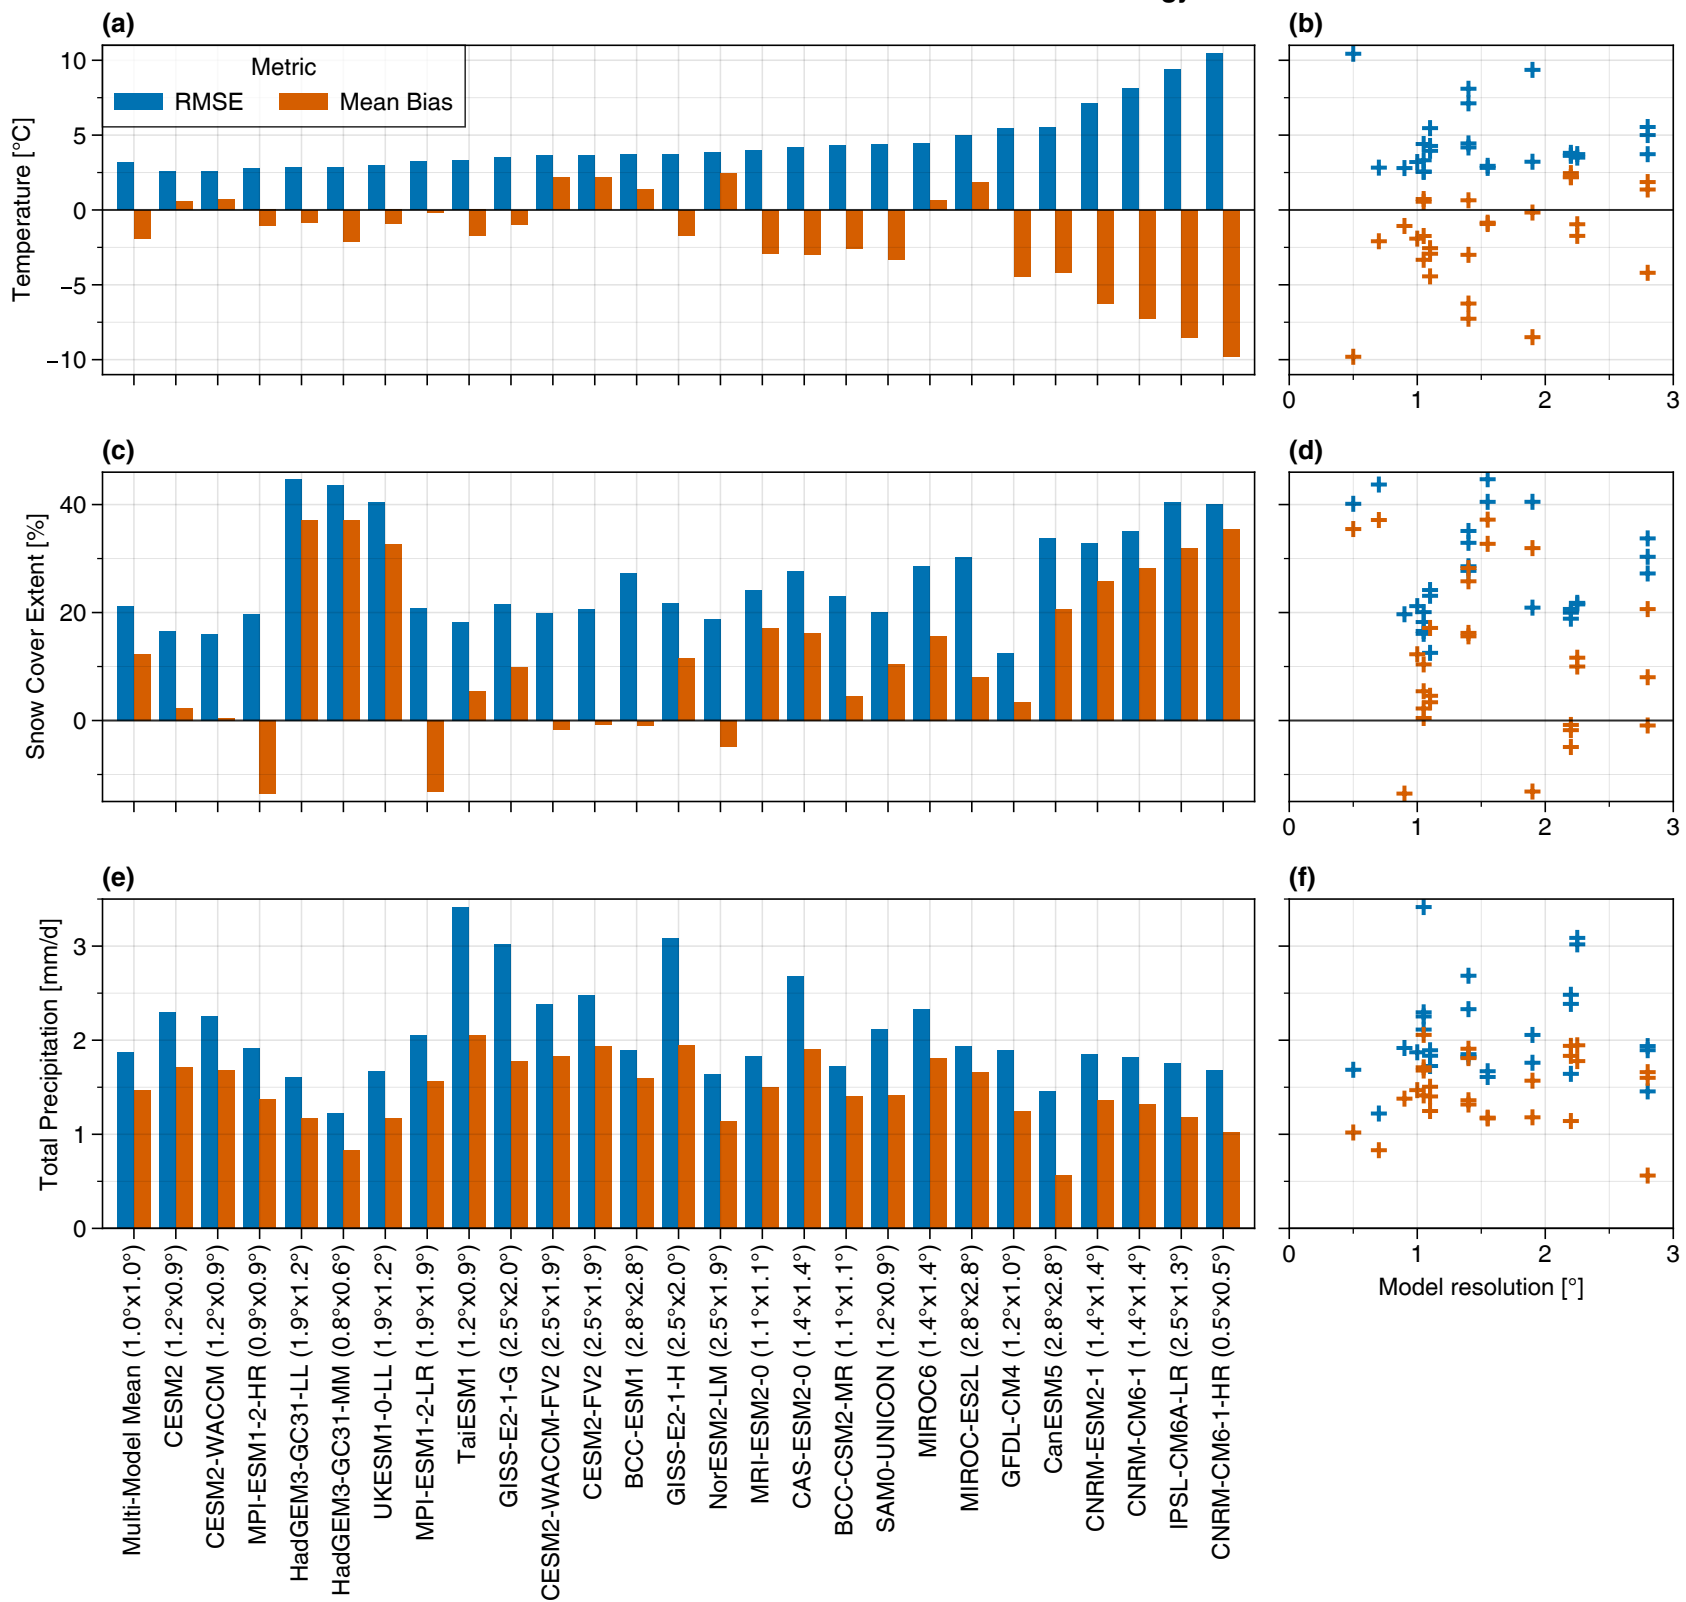 gy
(a)
(b)
Metric
RMSE
Mean Bias
Temperature [°C]
10
5
0
−5
−10
0
1
2
3
(c)
(d)
Snow Cover Extent [%]
40
20
0
0
1
2
3
(e)
(f)
Total Precipitation [mm/d]
3
2
1
0
0
1
2
3
Model resolution [°]
Multi-Model Mean (1.0°x1.0°)
CESM2 (1.2°x0.9°)
CESM2-WACCM (1.2°x0.9°)
MPI-ESM1-2-HR (0.9°x0.9°)
HadGEM3-GC31-LL (1.9°x1.2°)
HadGEM3-GC31-MM (0.8°x0.6°)
UKESM1-0-LL (1.9°x1.2°)
MPI-ESM1-2-LR (1.9°x1.9°)
TaiESM1 (1.2°x0.9°)
GISS-E2-1-G (2.5°x2.0°)
CESM2-WACCM-FV2 (2.5°x1.9°)
CESM2-FV2 (2.5°x1.9°)
BCC-ESM1 (2.8°x2.8°)
GISS-E2-1-H (2.5°x2.0°)
NorESM2-LM (2.5°x1.9°)
MRI-ESM2-0 (1.1°x1.1°)
CAS-ESM2-0 (1.4°x1.4°)
BCC-CSM2-MR (1.1°x1.1°)
SAM0-UNICON (1.2°x0.9°)
MIROC6 (1.4°x1.4°)
MIROC-ES2L (2.8°x2.8°)
GFDL-CM4 (1.2°x1.0°)
CanESM5 (2.8°x2.8°)
CNRM-ESM2-1 (1.4°x1.4°)
CNRM-CM6-1 (1.4°x1.4°)
IPSL-CM6A-LR (2.5°x1.3°)
CNRM-CM6-1-HR (0.5°x0.5°)